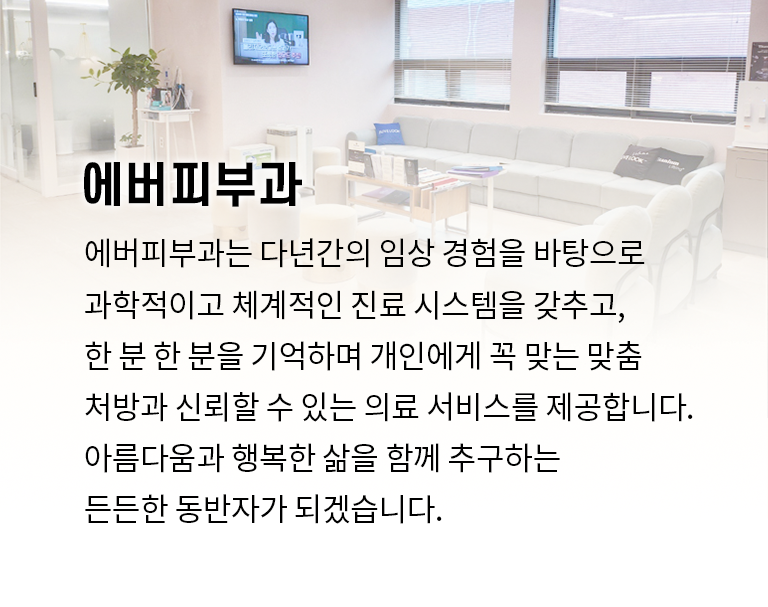 에버피부과
에버피부과는 다년간의 임상 경험을 바탕으로
과학적이고 체계적인 진료 시스템을 갖추고,
한 분 한 분을 기억하며 개인에게 꼭 맞는 맞춤
처방과 신뢰할 수 있는 의료 서비스를 제공합니다.
아름다움과 행복한 삶을 함께 추구하는
든든한 동반자가 되겠습니다.